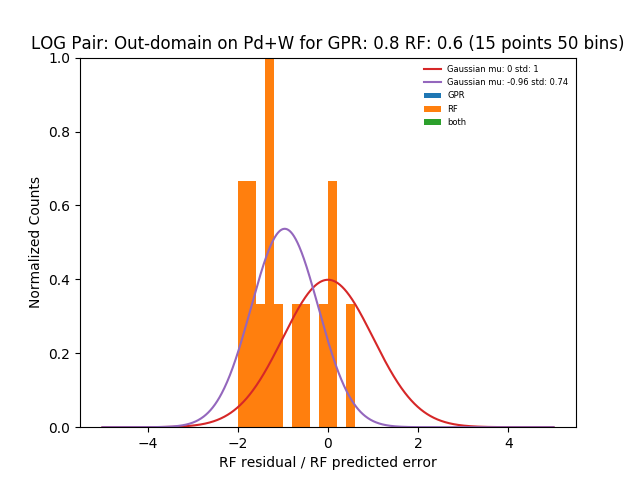 LOG Pair: Out-domain on Pd+W for GPR: 0.8 RF: 0.6 (15 points 50 bins)
Gaussian mu: 0 std: 1
Gaussian mu: -0.96 std: 0.74
GPR
RF
both
Normalized Counts
1.0
0.8
0.6
0.4
0.2
0.0
−4 −2 0 2 4
RF residual / RF predicted error